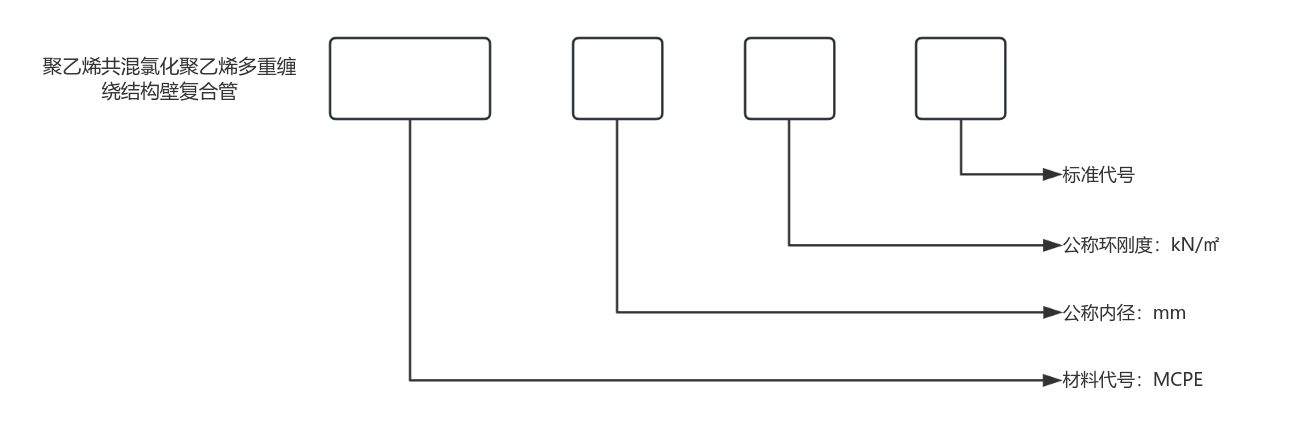 聚乙烯共混氯化聚乙烯多重缠
绕结构壁复合管
标准代号
公称环刚度：kN/㎡
公称内径：mm
材料代号：MCPE